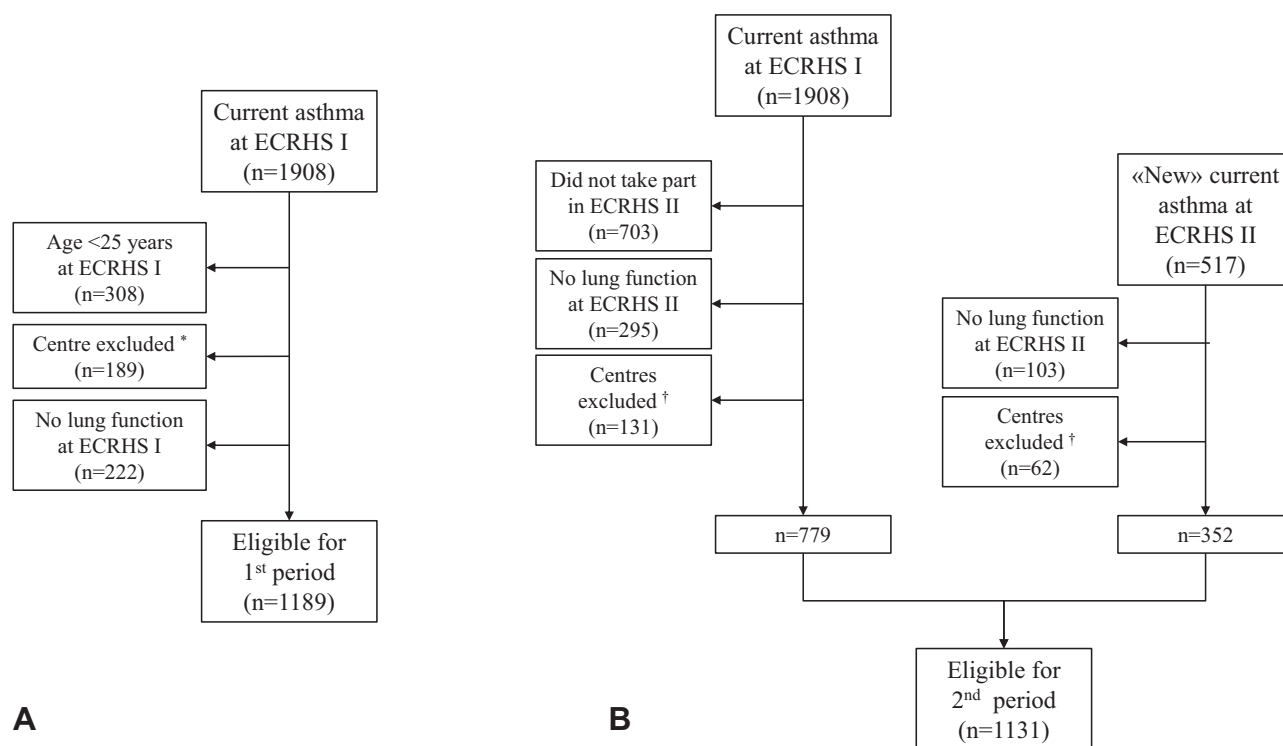 Current asthma
at ECRHS I
(n=1908)
Age <25 years
at ECRHS I
(n=308)
Centre excluded *
(n=189)
No lung function
at ECRHS I
(n=222)
Eligible for
1st period
(n=1189)
A
Current asthma
at ECRHS I
(n=1908)
Did not take part
in ECRHS II
(n=703)
No lung function
at ECRHS II
(n=295)
Centres
excluded †
(n=131)
n=779
«New» current
asthma at
ECRHS II
(n=517)
No lung function
at ECRHS II
(n=103)
Centres
excluded †
(n=62)
n=352
Eligible for
2nd period
(n=1131)
B